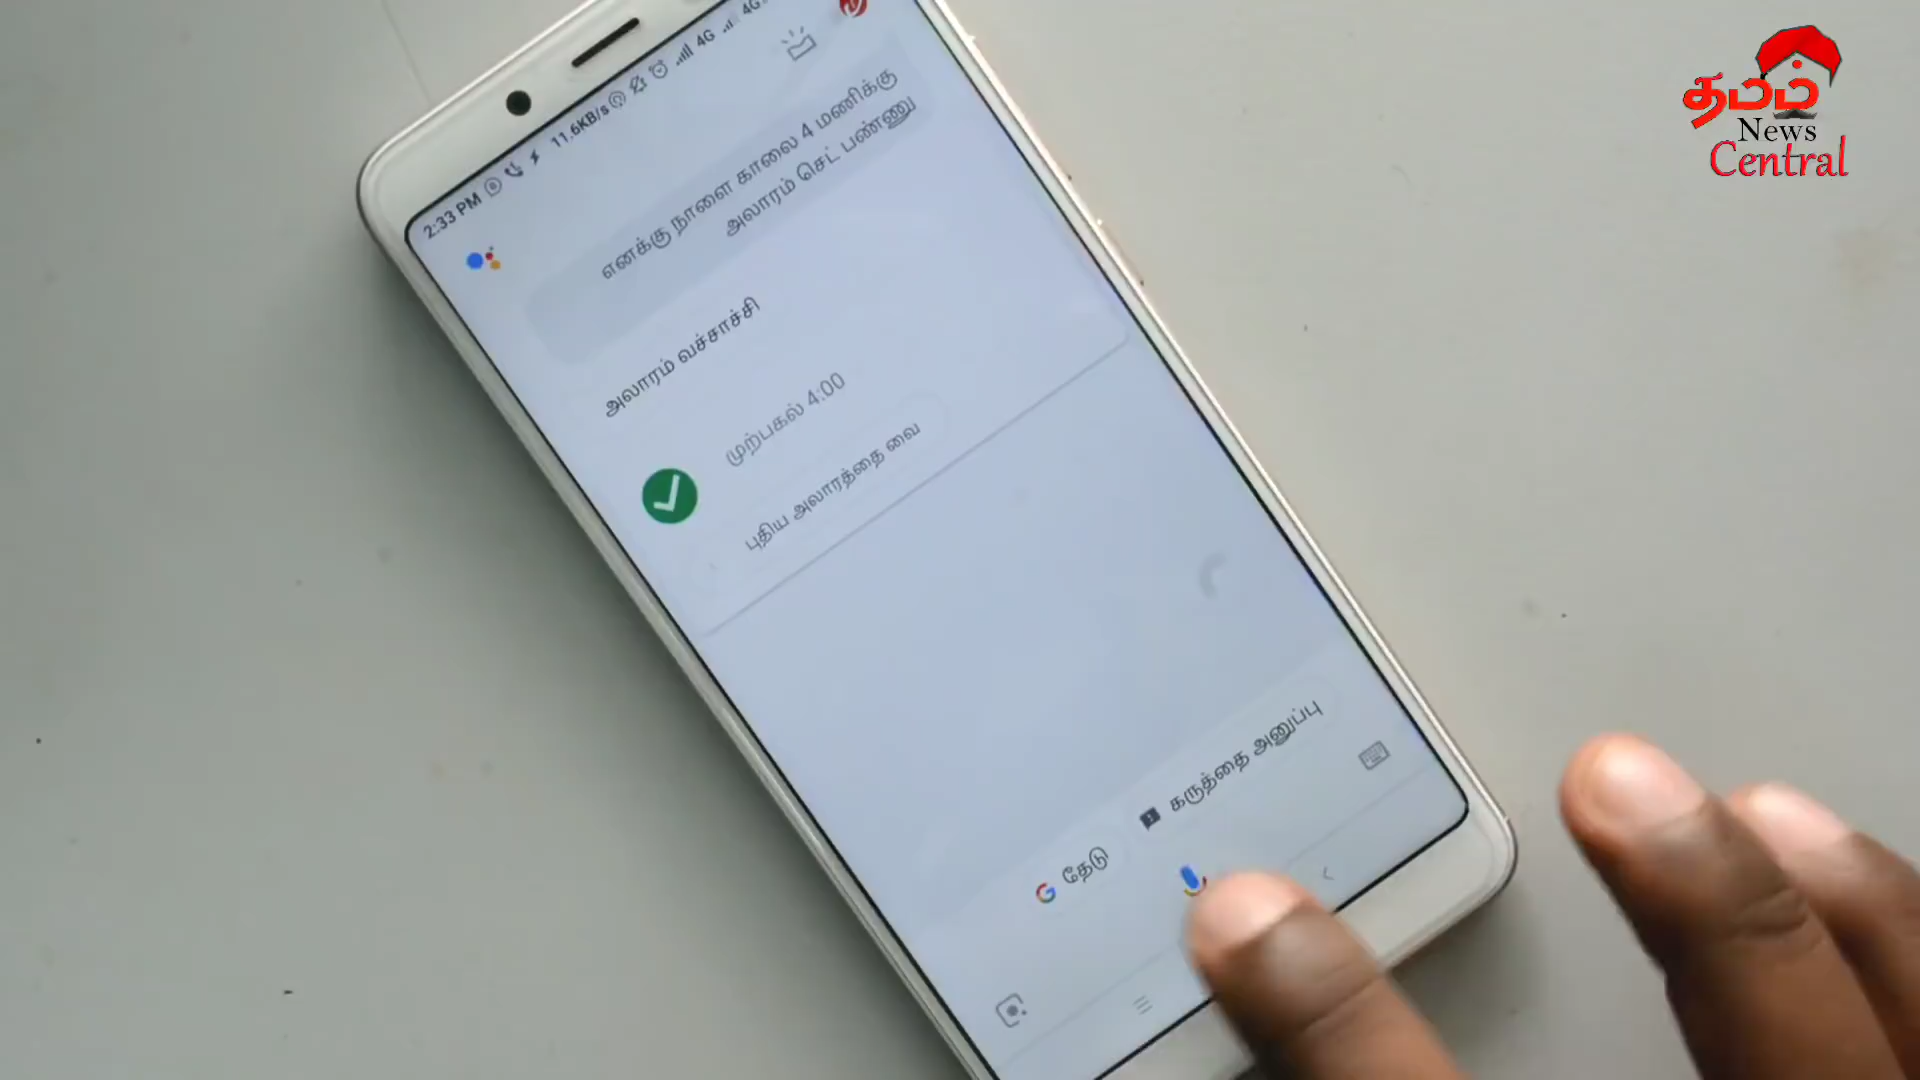 2:33 PM
11.6KB/s
4G
4G
எனக்கு நாளை காலை 4 மணிக்கு
அலாரம் செட் பண்ணு
அலாரம் வச்சாச்சி
முற்பகல் 4:00
புதிய அலாரத்தை வை
G தேடு
கருத்தை அனுப்பு
தமிழ்
News
Central